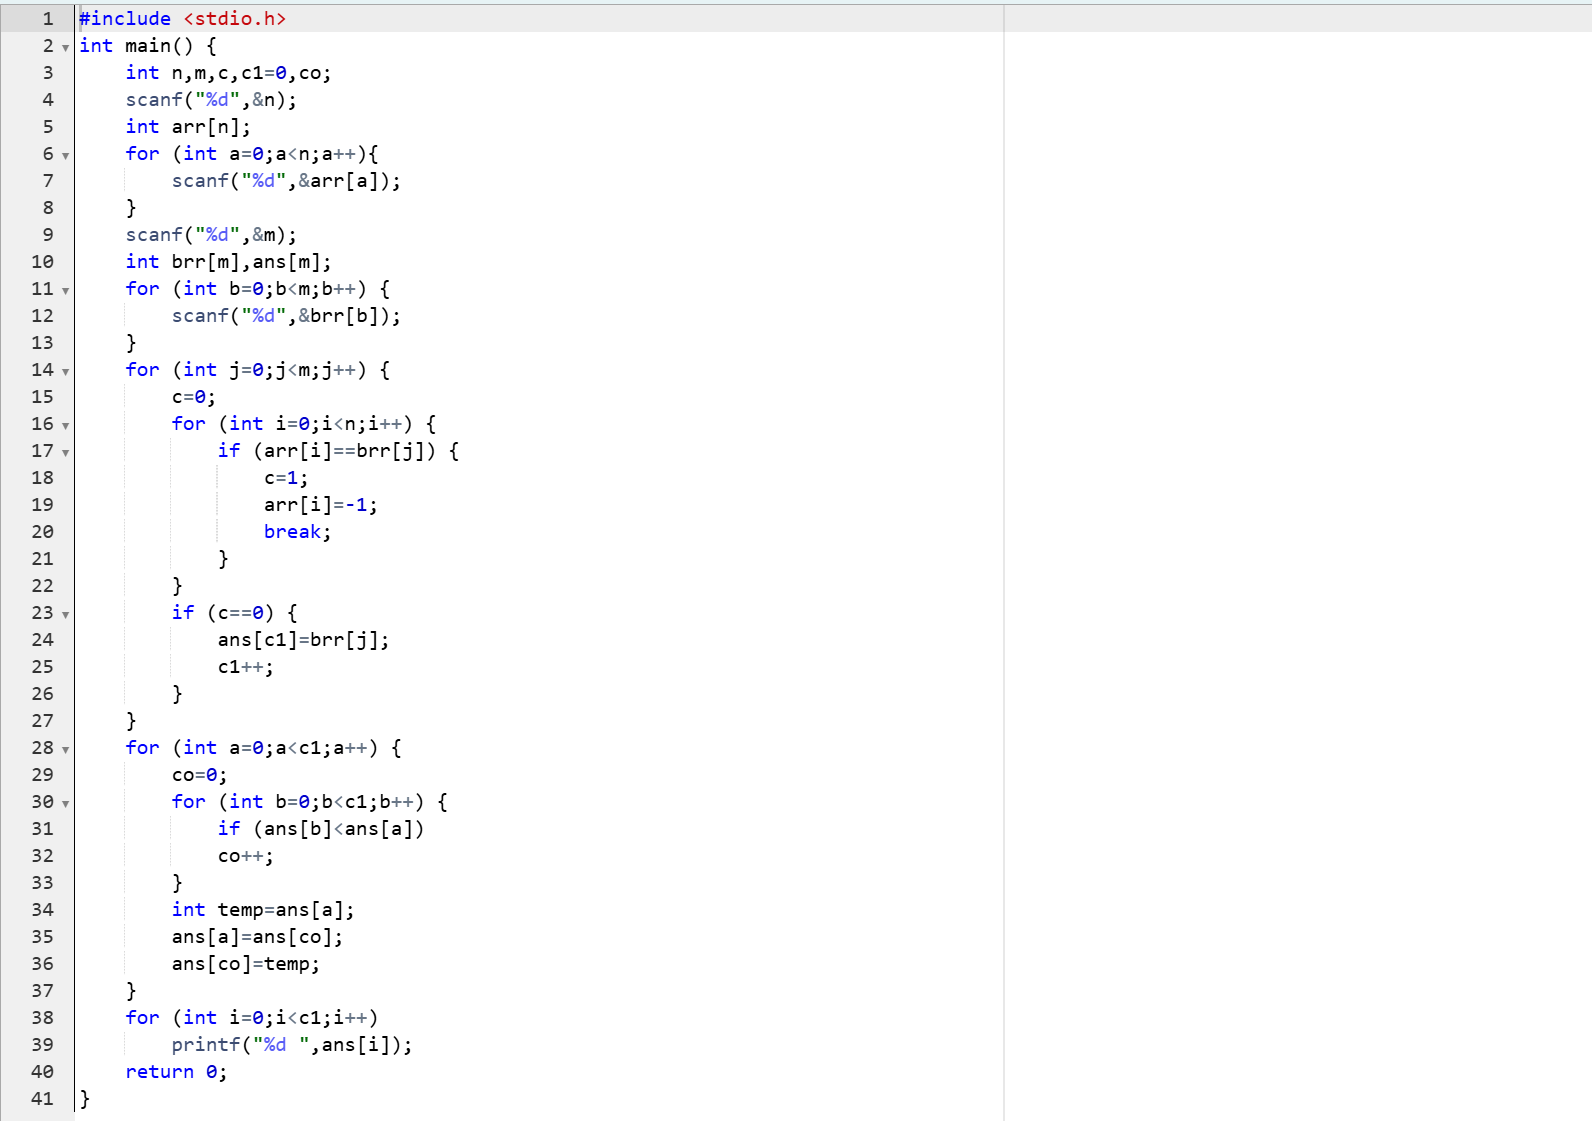 1 #include <stdio.h>
2 int main() {
3     int n,m,c,c1=0,co;
4     scanf("%d",&n);
5     int arr[n];
6     for (int a=0;a<n;a++){
7         scanf("%d",&arr[a]);
8     }
9     scanf("%d",&m);
10     int brr[m],ans[m];
11     for (int b=0;b<m;b++) {
12         scanf("%d",&brr[b]);
13     }
14     for (int j=0;j<m;j++) {
15         c=0;
16         for (int i=0;i<n;i++) {
17             if (arr[i]==brr[j]) {
18                 c=1;
19                 arr[i]=-1;
20                 break;
21             }
22         }
23         if (c==0) {
24             ans[c1]=brr[j];
25             c1++;
26         }
27     }
28     for (int a=0;a<c1;a++) {
29         co=0;
30         for (int b=0;b<c1;b++) {
31             if (ans[b]<ans[a])
32             co++;
33         }
34         int temp=ans[a];
35         ans[a]=ans[co];
36         ans[co]=temp;
37     }
38     for (int i=0;i<c1;i++)
39         printf("%d ",ans[i]);
40     return 0;
41 }